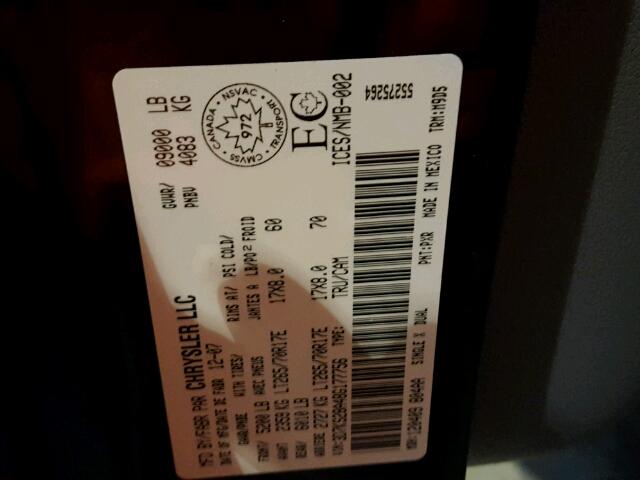 MFD BY/FABR PAR CHRYSLER LLC
DATE OF MFG/DATE DE FABR 12-07
GVWR/ PNBV
09000 LB
4083 KG
CANADA NSVAC TRANSPORT CMVSS
972
EC
ICES/NMB-002
GAWR/PNBE WITH TIRES/ RIMS AT/ PSI COLD/
AVEC PNEUS JANTES A LB/PO2 FROID
FRONT/ 5200 LB
AVANT 2359 KG LT265/70R17E 17X8.0 60
REAR/ 6010 LB
ARRIERE 2727 KG LT265/70R17E 17X8.0 70
TRU/CAM
55275264
SINGLE X DUAL
PNT:PXR MADE IN MEXICO TRM:M9D5